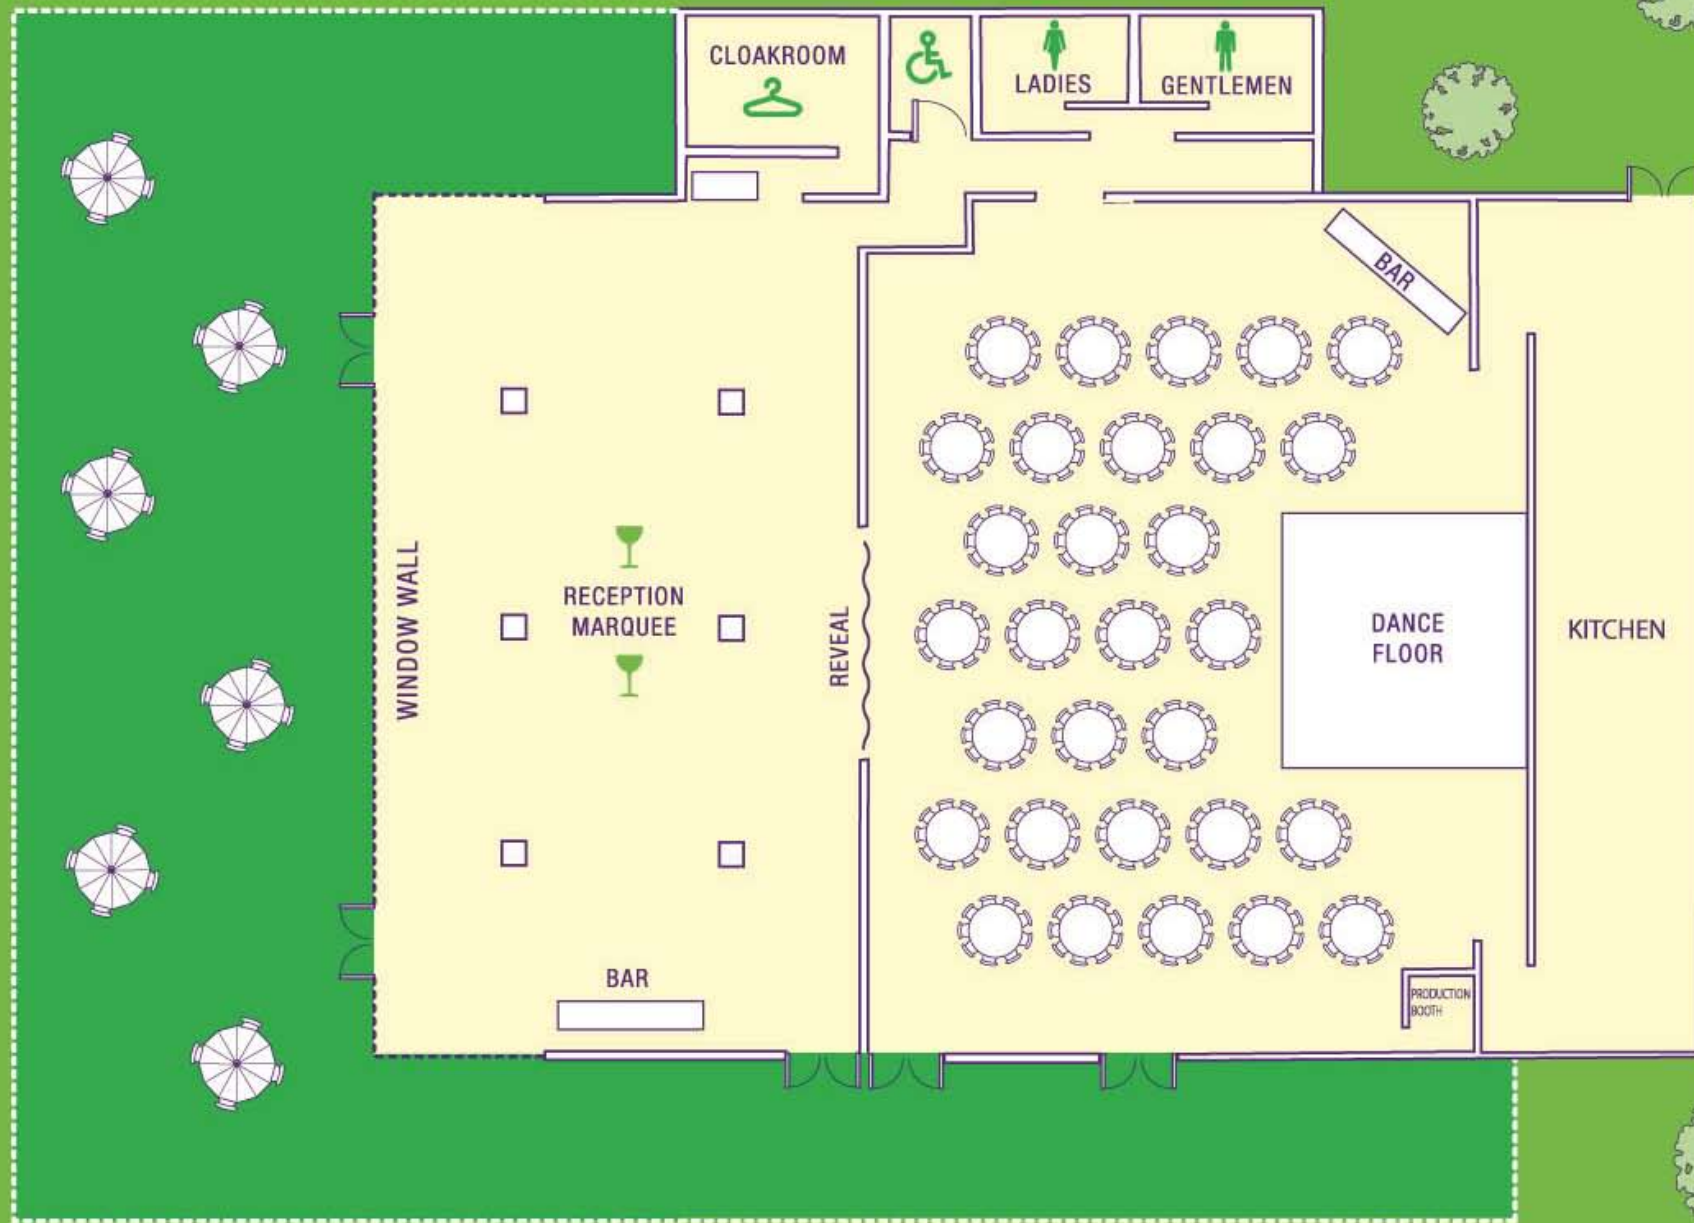 CLOAKROOM
LADIES
GENTLEMEN
BAR
WINDOW WALL
RECEPTION
MARQUEE
REVEAL
DANCE
FLOOR
KITCHEN
BAR
PRODUCTION
BOOTH